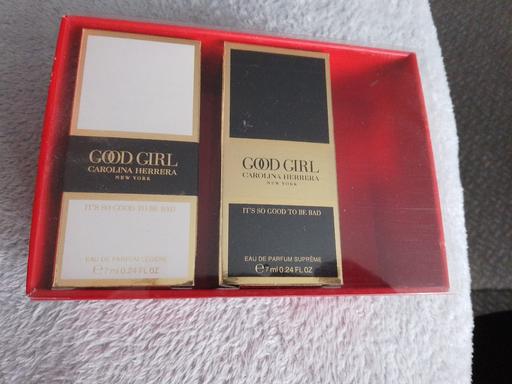 GOOD GIRL
CAROLINA HERRERA
NEW YORK
IT'S SO GOOD TO BE BAD
EAU DE PARFUM LÉGÈRE
℮7 ml 0.24 FL OZ
GOOD GIRL
CAROLINA HERRERA
NEW YORK
IT'S SO GOOD TO BE BAD
EAU DE PARFUM SUPRÊME
℮7 ml 0.24 FL OZ